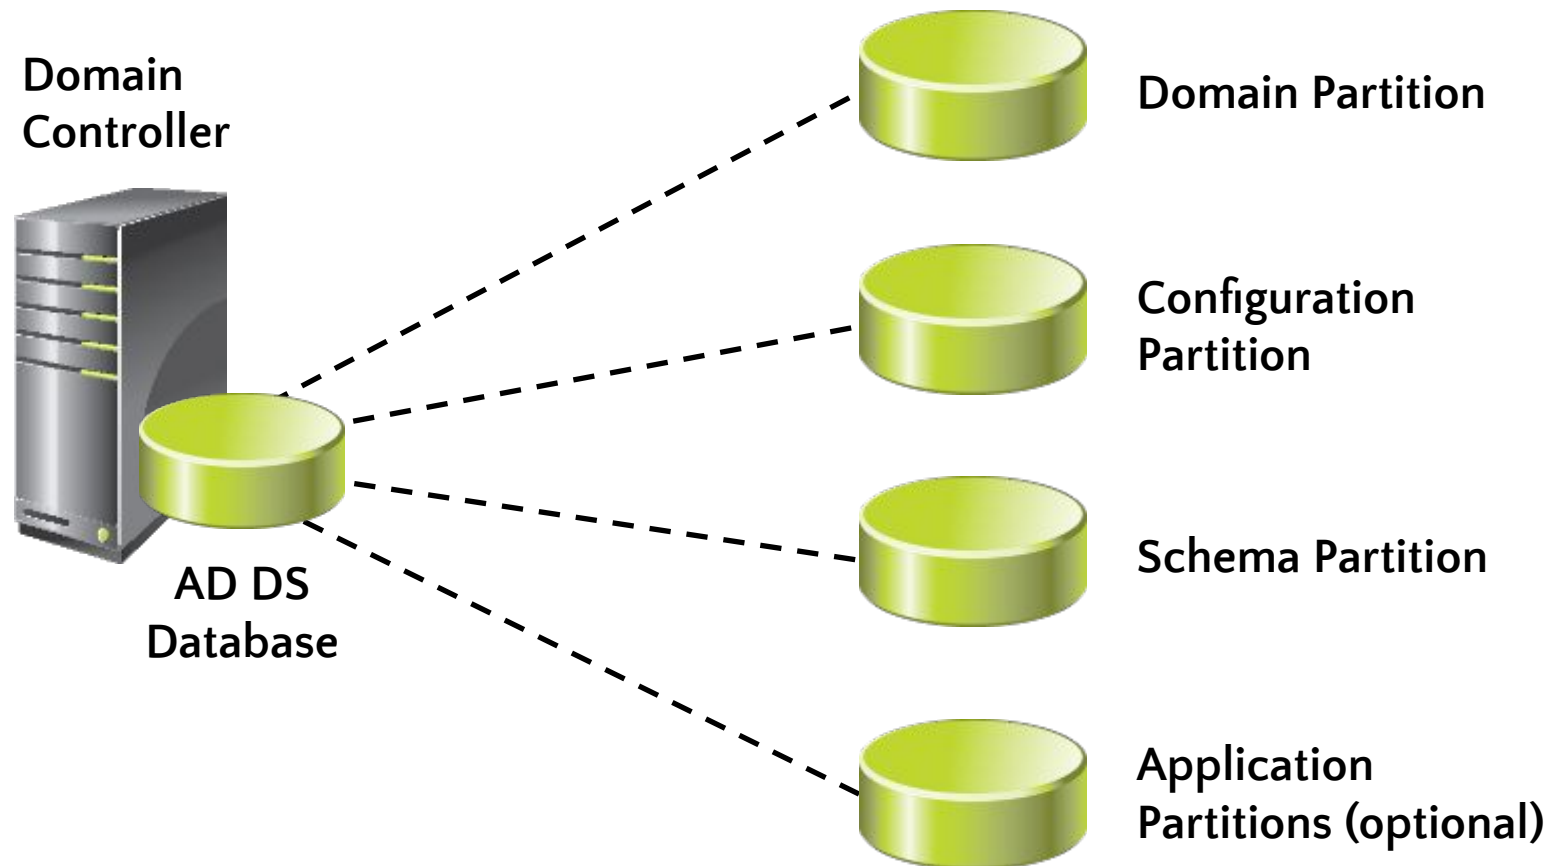 Domain
Controller
AD DS
Database
Domain Partition
Configuration
Partition
Schema Partition
Application
Partitions (optional)